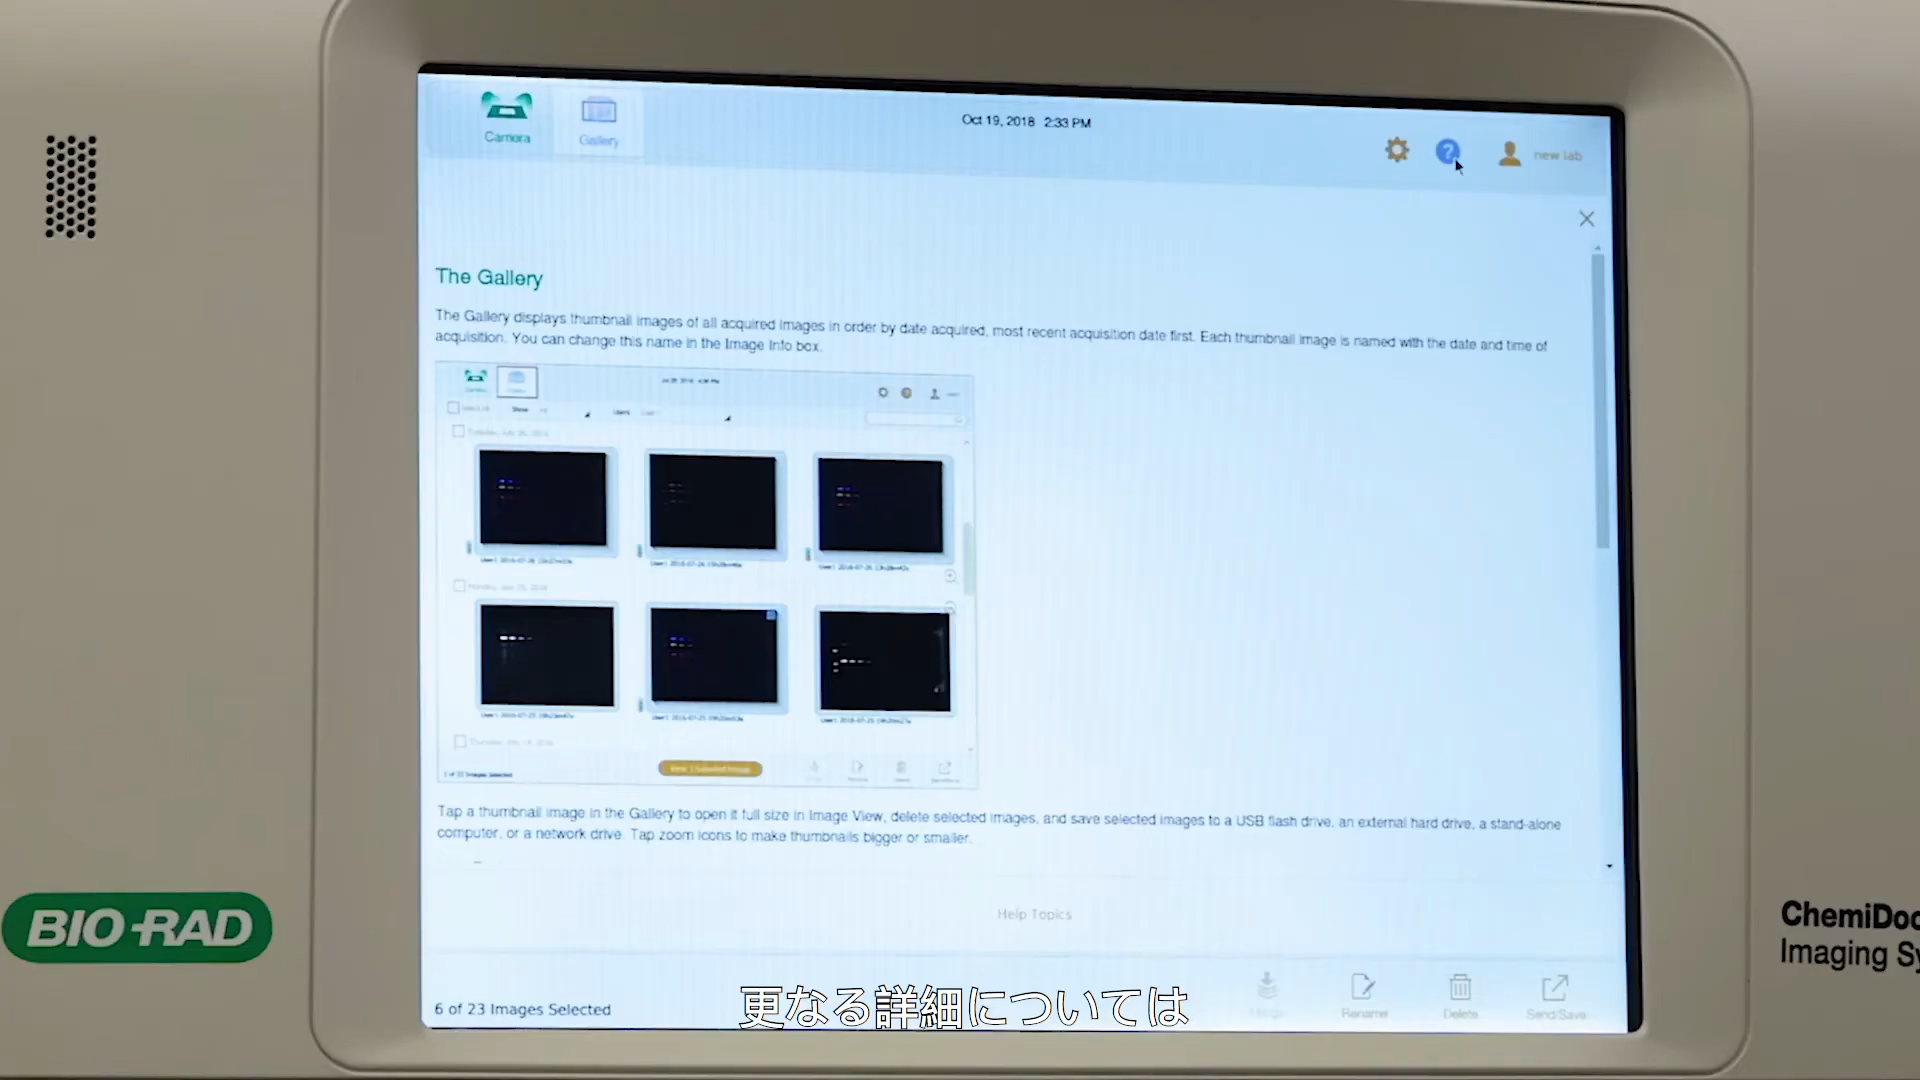 Camera
Gallery
Oct 19, 2018 2:33 PM
new lab
The Gallery
The Gallery displays thumbnail images of all acquired images in order by date acquired, most recent acquisition date first. Each thumbnail image is named with the date and time of
acquisition. You can change this name in the Image Info box.
Tap a thumbnail image in the Gallery to open it full size in Image View, delete selected images, and save selected images to a USB flash drive, an external hard drive, a stand-alone
computer, or a network drive. Tap zoom icons to make thumbnails bigger or smaller.
Help Topics
6 of 23 Images Selected
Rename
Delete
Send/Save
BIO-RAD
ChemiDoc
Imaging Sy
更なる詳細については